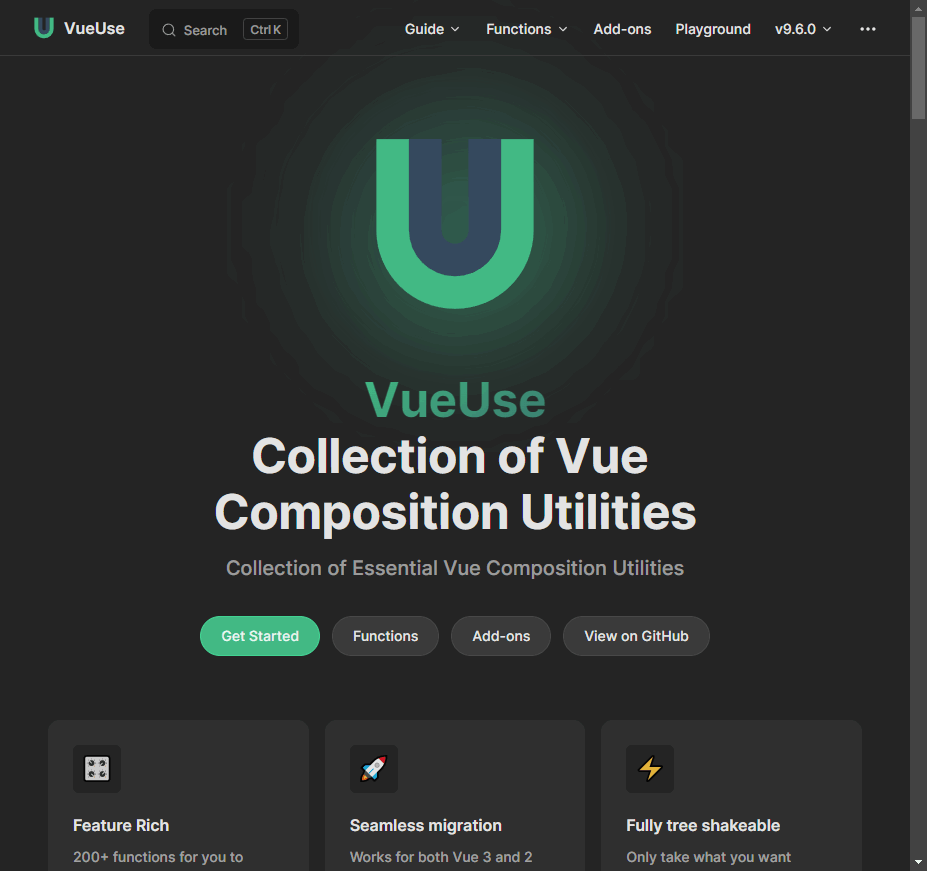 VueUse Search Ctrl K Guide Functions Add-ons Playground v9.6.0
VueUse
Collection of Vue
Composition Utilities
Collection of Essential Vue Composition Utilities
Get Started Functions Add-ons View on GitHub
Feature Rich Seamless migration Fully tree shakeable
200+ functions for you to Works for both Vue 3 and 2 Only take what you want